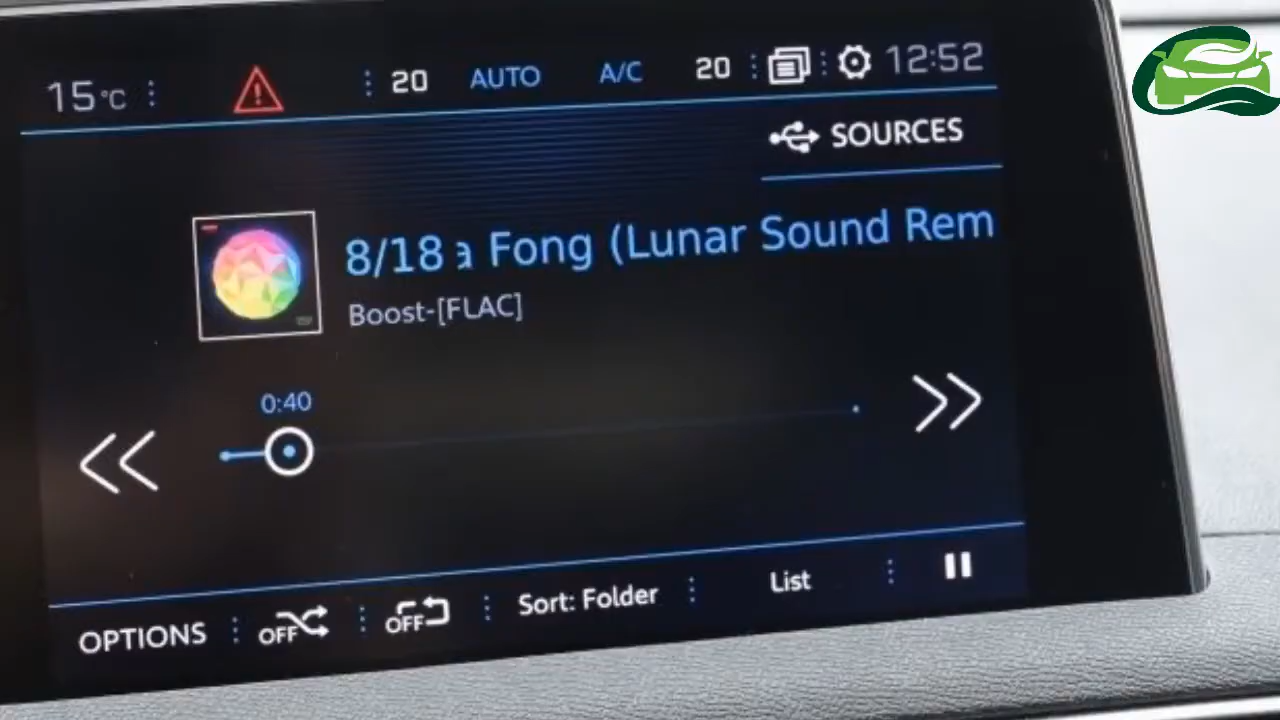 15°C 20 AUTO A/C 20 12:52
SOURCES
8/18 a Fong (Lunar Sound Rem
Boost-[FLAC]
0:40
OPTIONS OFF OFF Sort: Folder List